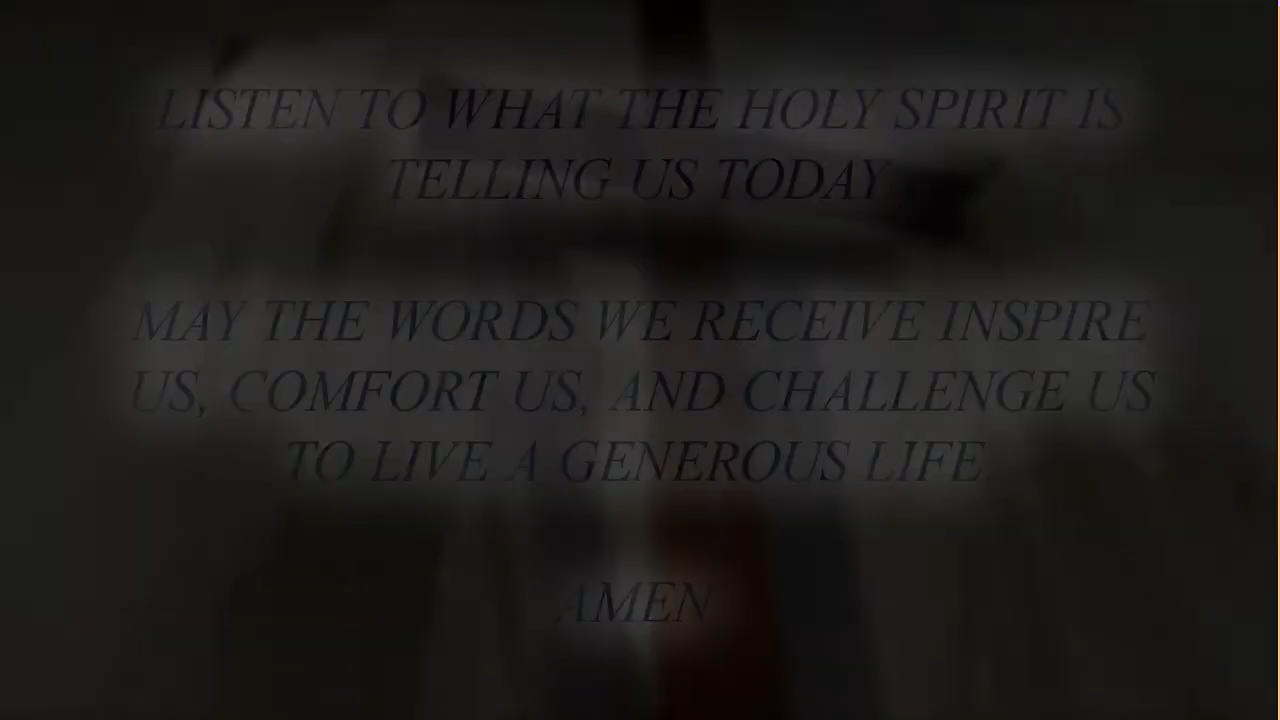 LISTEN TO WHAT THE HOLY SPIRIT IS
TELLING US TODAY
MAY THE WORDS WE RECEIVE INSPIRE
US, COMFORT US, AND CHALLENGE US
TO LIVE A GENEROUS LIFE.
AMEN